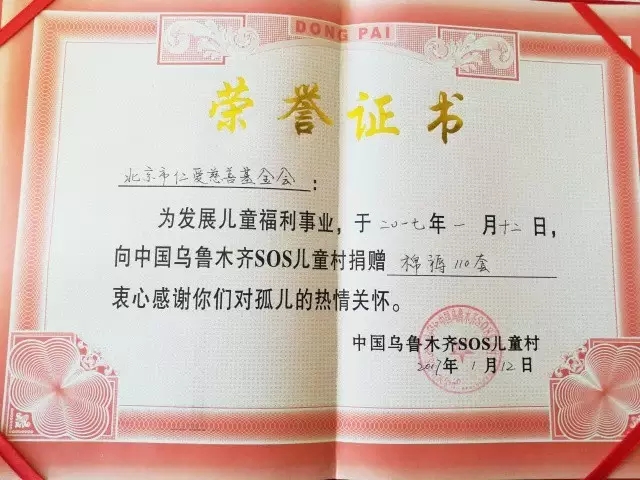 DONG PAI
荣誉证书
北京市仁爱慈善基金会：
为发展儿童福利事业，于二〇一七年一月十二日，
向中国乌鲁木齐SOS儿童村捐赠棉褥110套
衷心感谢你们对孤儿的热情关怀。
中国乌鲁木齐SOS儿童村
2017年1月12日